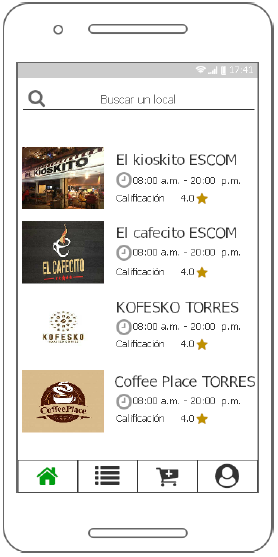 17:41
Buscar un local
EL KIOSKITO
El kioskito ESCOM
08:00 a.m. - 20:00 p.m.
Calificación 4.0
EL CAFECITO
El cafecito ESCOM
08:00 a.m. - 20:00 p.m.
Calificación 4.0
KOFESKO
KOFESKO TORRES
08:00 a.m. - 20:00 p.m.
Calificación 4.0
CoffeePlace
Coffee Place TORRES
08:00 a.m. - 20:00 p.m.
Calificación 4.0